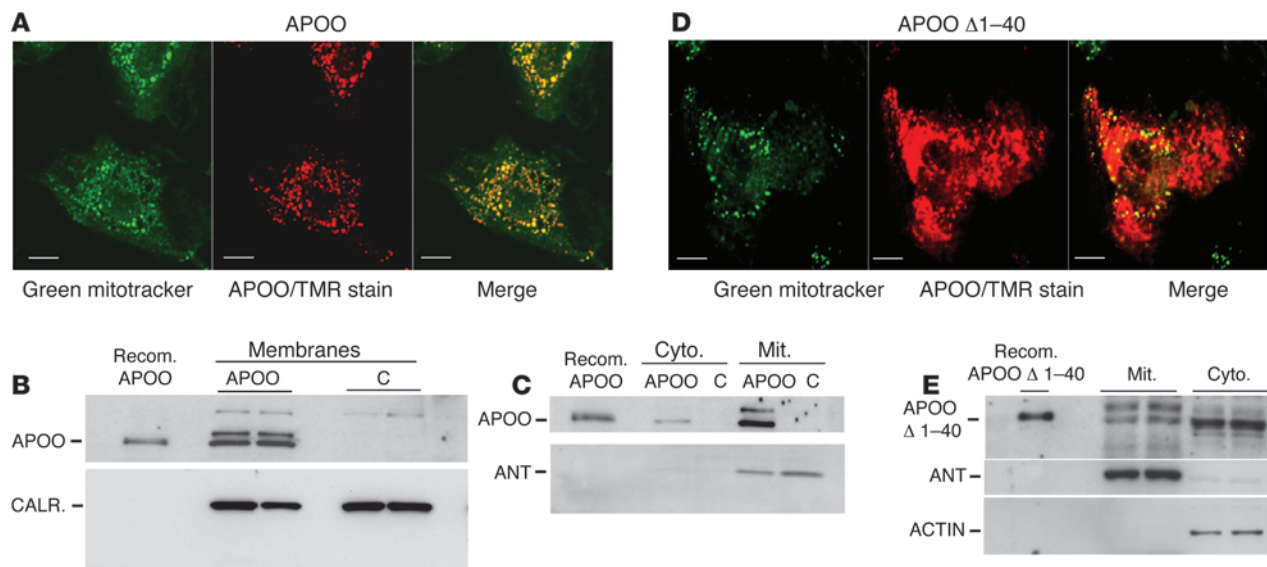 A
APOO
Green mitotracker
APOO/TMR stain
Merge
D
APOO Δ1–40
Green mitotracker
APOO/TMR stain
Merge
B
Recom.
APOO
Membranes
APOO
C
APOO
CALR.
C
Recom.
APOO
Cyto.
APOO
C
Mit.
APOO
C
APOO
ANT
E
Recom.
APOO Δ 1–40
Mit.
Cyto.
APOO
Δ 1–40
ANT
ACTIN